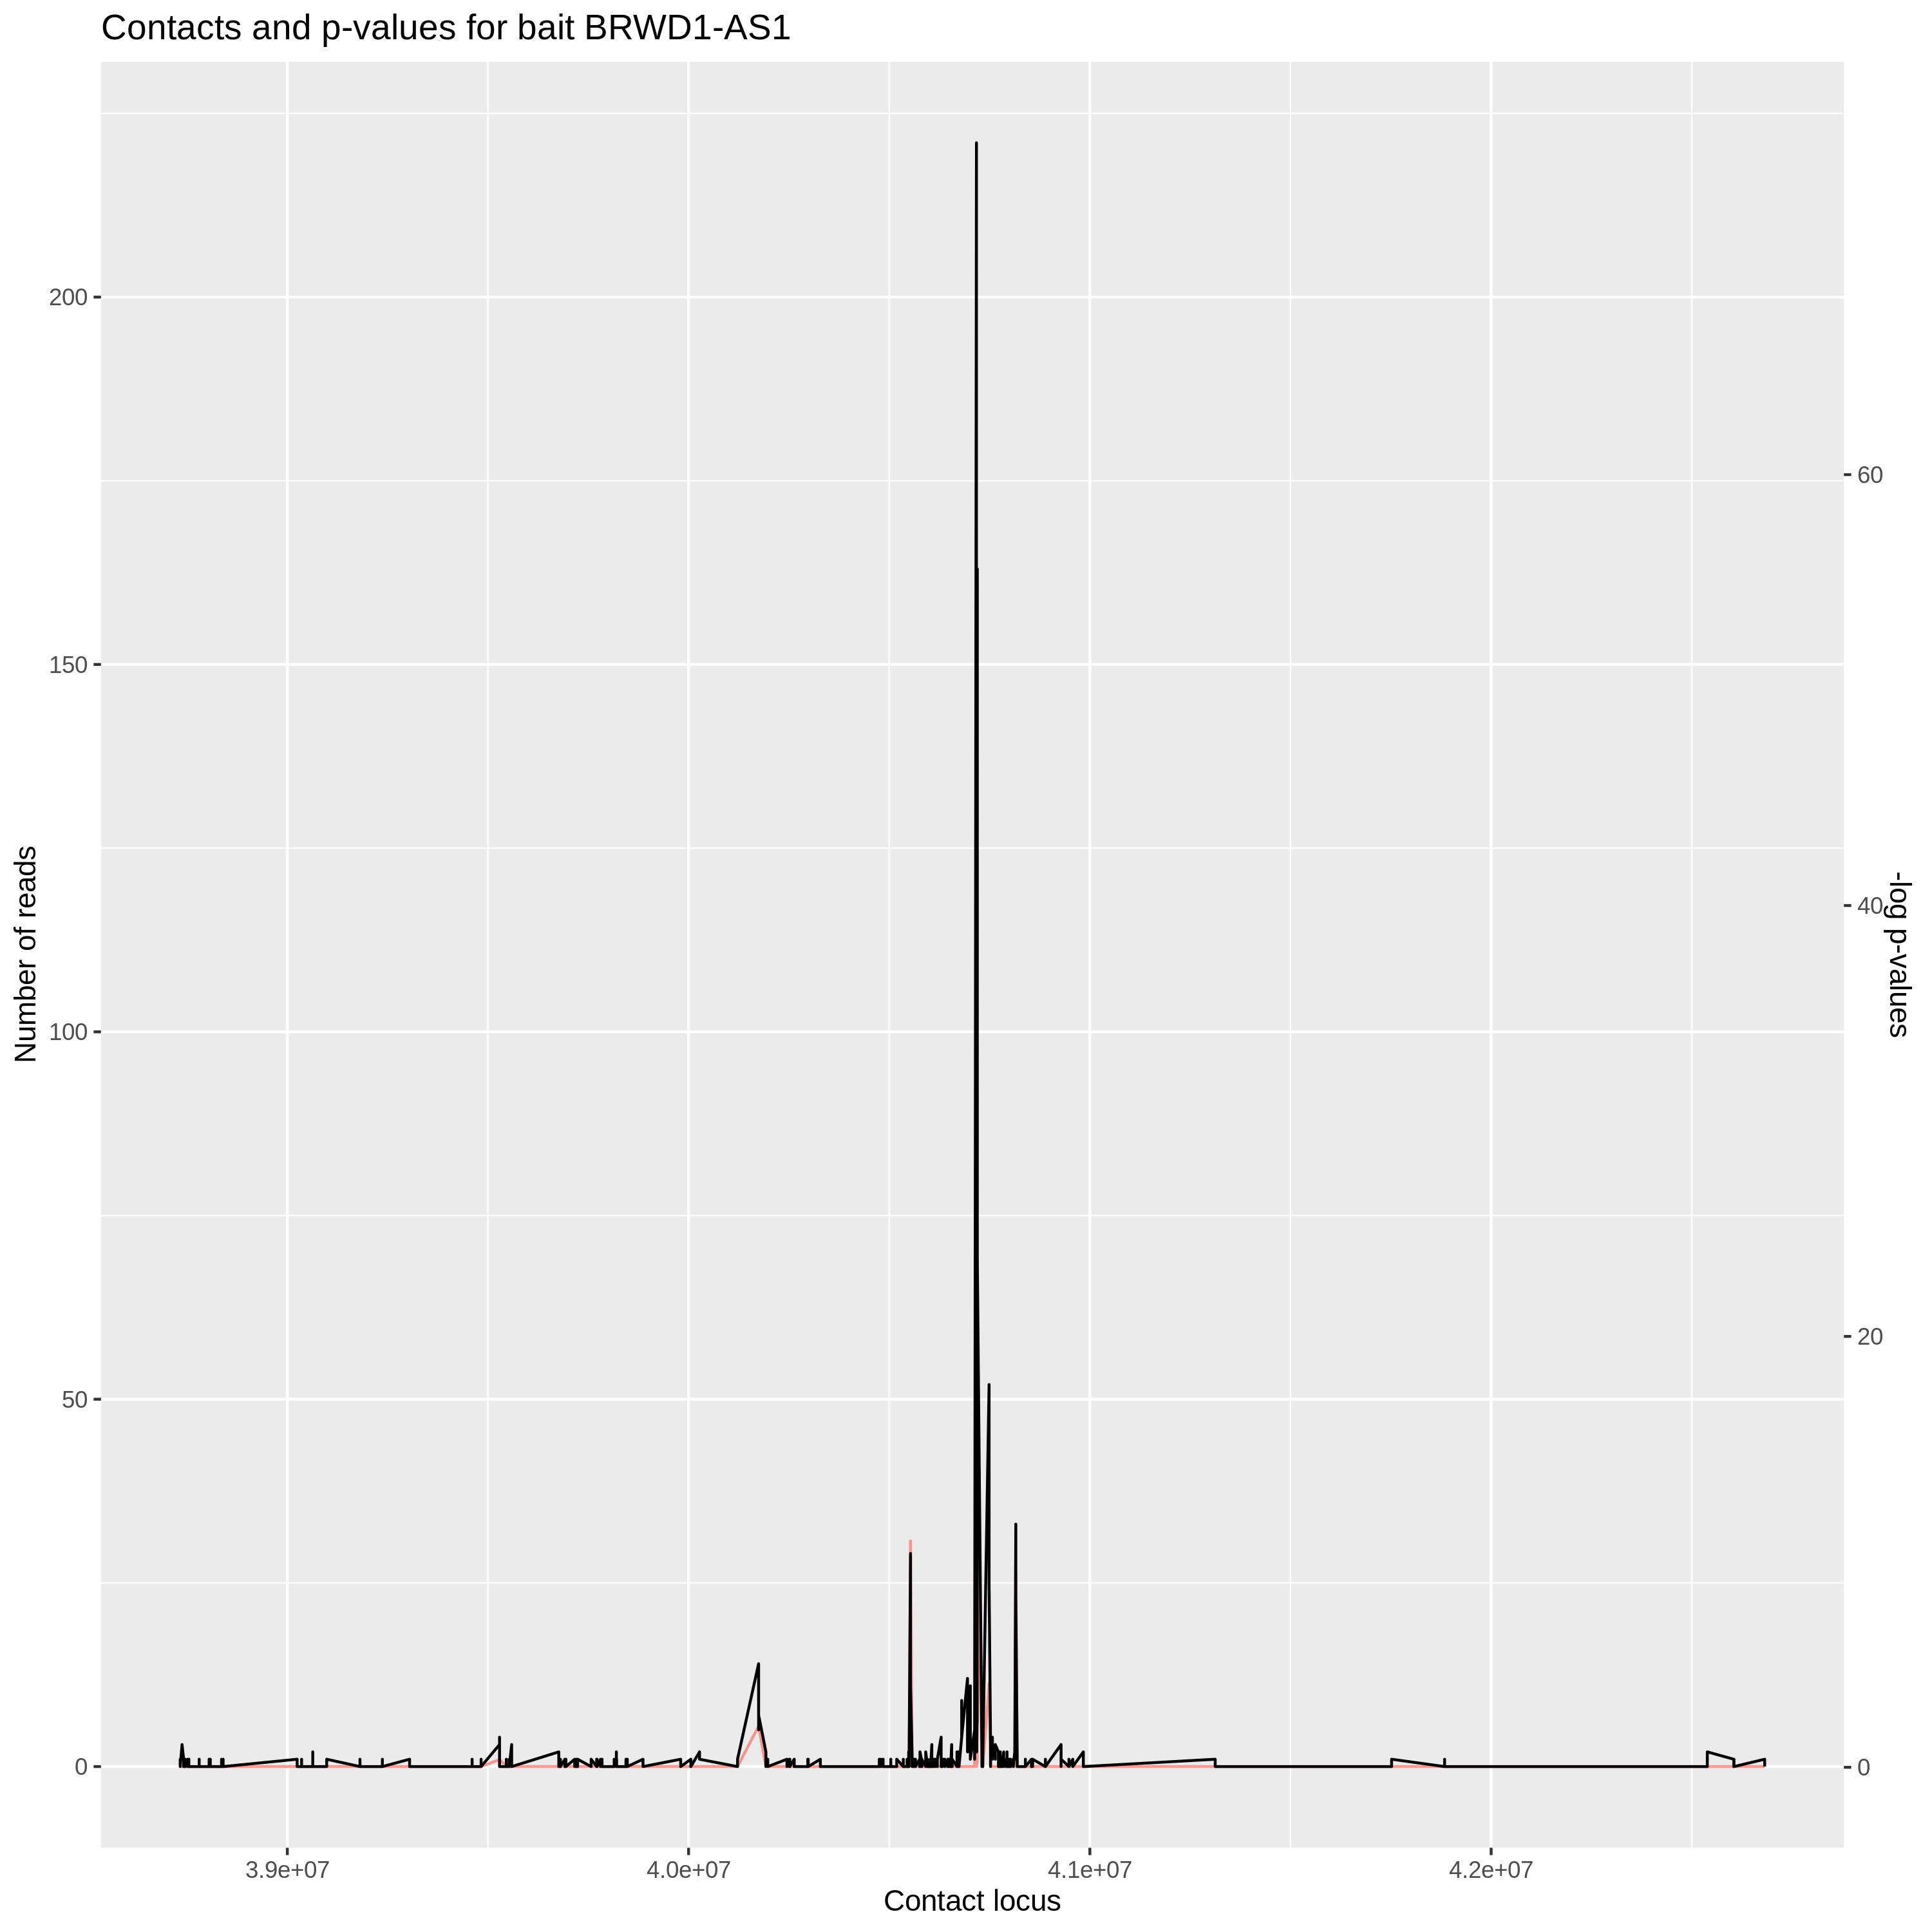 Contacts and p-values for bait BRWD1-AS1
200
150
100
50
0
Number of reads
60
40
20
0
-log p-values
3.9e+07
4.0e+07
4.1e+07
4.2e+07
Contact locus